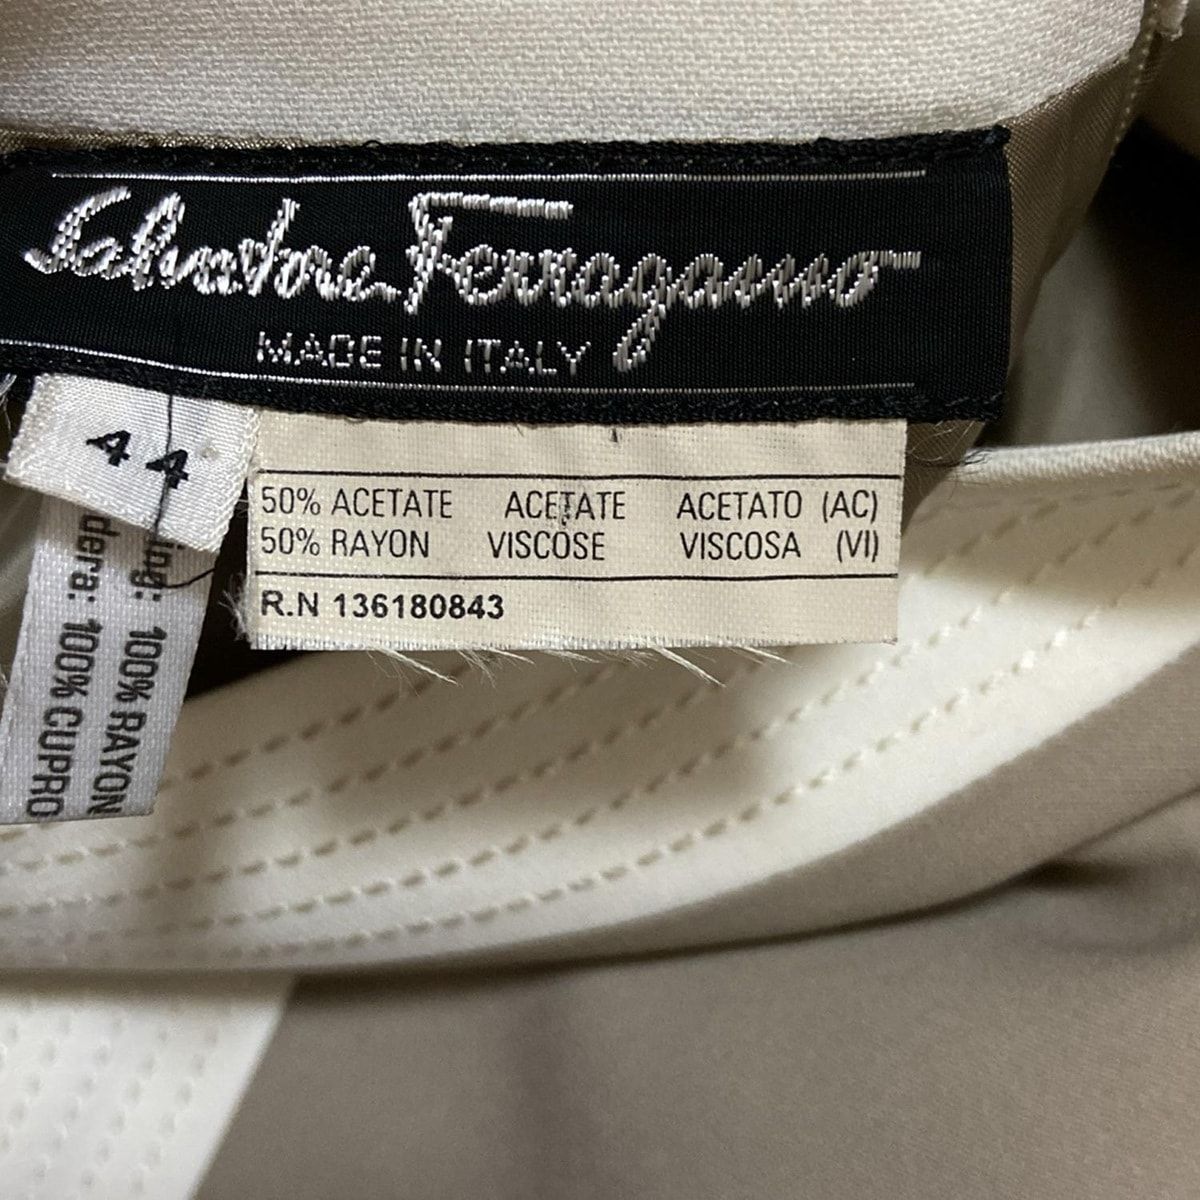 Salvatore Ferragamo
MADE IN ITALY
44
50% ACETATE ACETATE ACETATO (AC)
50% RAYON VISCOSE VISCOSA (VI)
R.N 136180843
ing: 100% RAYON
dera: 100% CUPRO